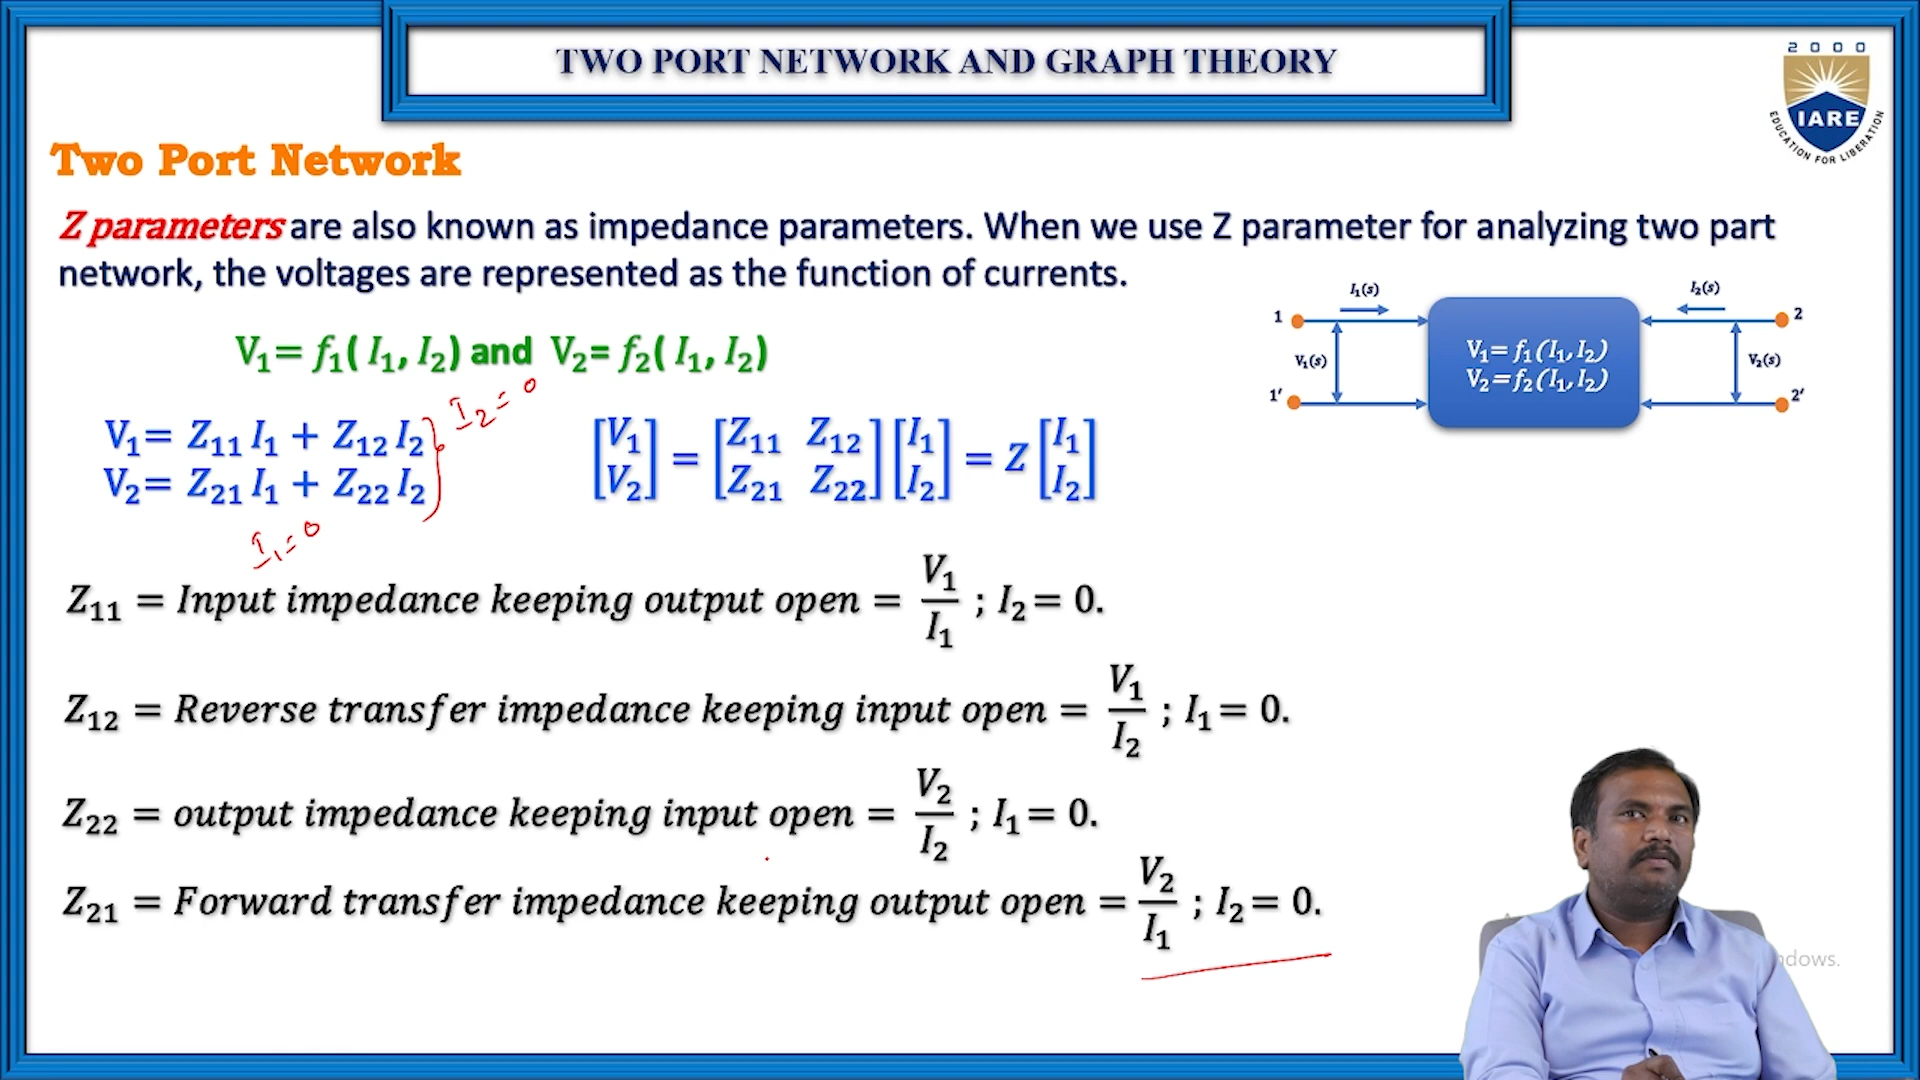 TWO PORT NETWORK AND GRAPH THEORY
2 0 0 0
IARE
EDUCATION FOR LIBERATION
Two Port Network
Z parameters are also known as impedance parameters. When we use Z parameter for analyzing two part
network, the voltages are represented as the function of currents.
V₁= f₁( I₁, I₂) and V₂= f₂( I₁, I₂)
I₁(s)
I₂(s)
1
2
V₁(s)
V₁= f₁(I₁, I₂)
V₂=f₂(I₁, I₂)
V₂(s)
1'
2'
I₂ = 0
V₁= Z₁₁ I₁ + Z₁₂ I₂
V₂= Z₂₁ I₁ + Z₂₂ I₂
[V₁ V₂] = [Z₁₁ Z₁₂ Z₂₁ Z₂₂] [I₁ I₂] = Z [I₁ I₂]
I₁ = 0
Z₁₁ = Input impedance keeping output open = V₁/I₁ ; I₂= 0.
Z₁₂ = Reverse transfer impedance keeping input open = V₁/I₂ ; I₁= 0.
Z₂₂ = output impedance keeping input open = V₂/I₂ ; I₁= 0.
Z₂₁ = Forward transfer impedance keeping output open = V₂/I₁ ; I₂= 0.